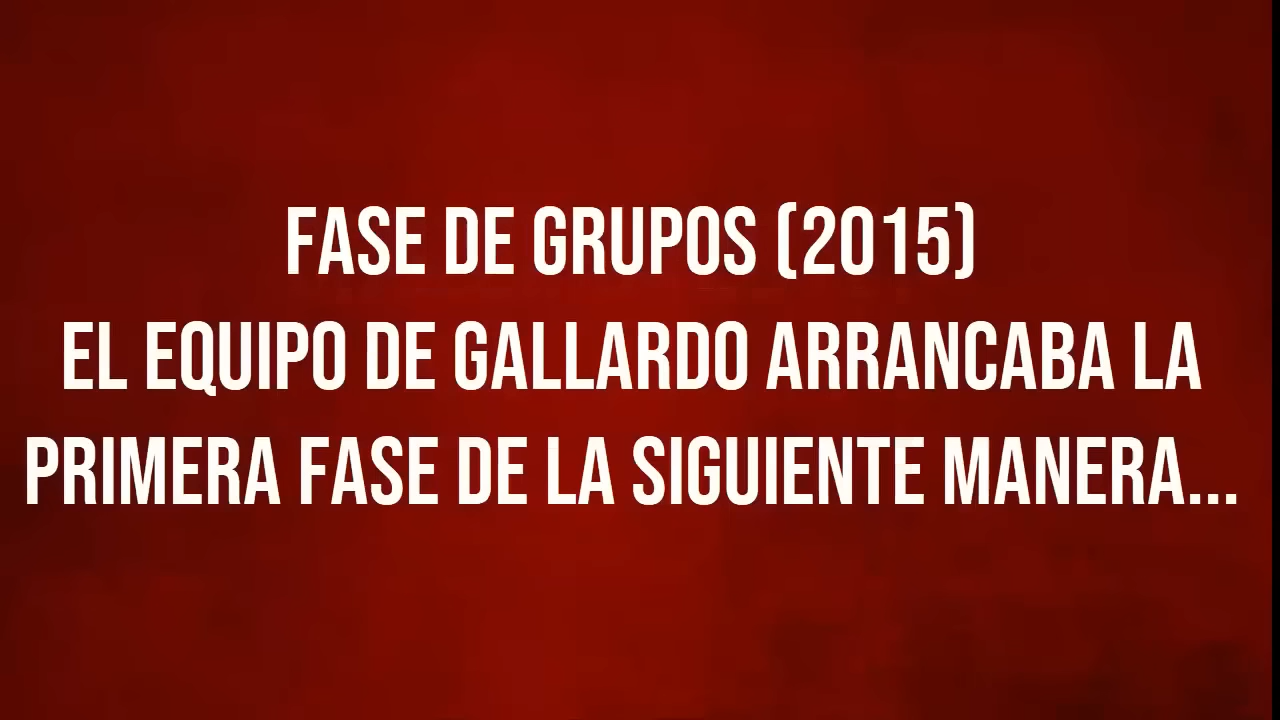 FASE DE GRUPOS (2015)
EL EQUIPO DE GALLARDO ARRANCABA LA
PRIMERA FASE DE LA SIGUIENTE MANERA...